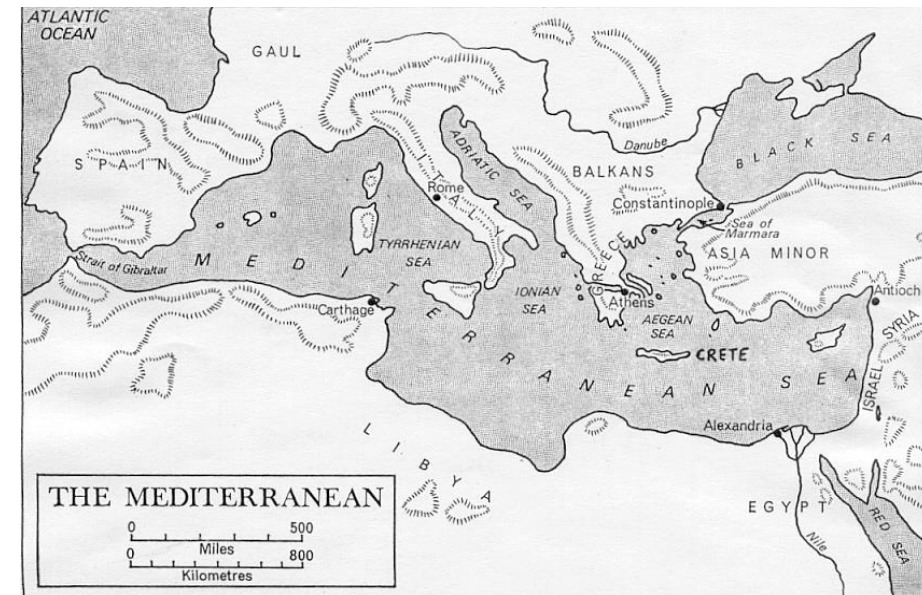 ATLANTIC
OCEAN
GAUL
SPAIN
ITALY
Rome
ADRIATIC SEA
Danube
BALKANS
BLACK SEA
Constantinople
Sea of
Marmara
ASIA MINOR
Strait of Gibraltar
MEDITERRANEAN SEA
TYRRHENIAN
SEA
IONIAN
SEA
GREECE
Athens
AEGEAN
SEA
Carthage
CRETE
Antioch
SYRIA
ISRAEL
Alexandria
LIBYA
EGYPT
Nile
RED SEA
THE MEDITERRANEAN
0 500
Miles
0 800
Kilometres